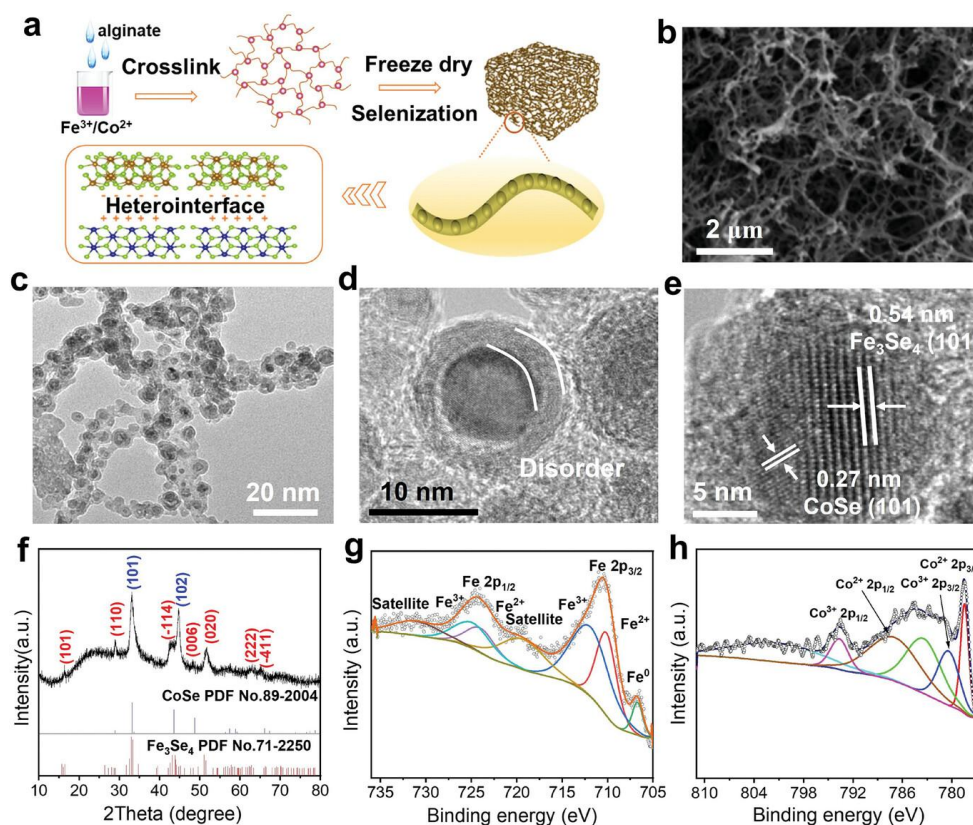 a
alginate
Crosslink
Fe3+/Co2+
Freeze dry
Selenization
Heterointerface
b
2 μm
c
20 nm
d
Disorder
10 nm
e
0.54 nm
Fe3Se4 (101
0.27 nm
CoSe (101)
5 nm
f
Intensity(a.u.)
(101)
(110)
(101)
(-114)
(102)
(006)
(020)
(222)
(-411)
CoSe PDF No.89-2004
Fe3Se4 PDF No.71-2250
10 20 30 40 50 60 70 80
2Theta (degree)
g
Intensity (a.u.)
Satellite
Fe3+
Fe 2p1/2
Fe2+
Satellite
Fe3+
Fe 2p3/2
Fe2+
Fe0
735 730 725 720 715 710 705
Binding energy (eV)
h
Intensity (a.u.)
Co3+ 2p1/2
Co2+ 2p1/2
Co3+ 2p3/2
Co2+ 2p3/
810 804 798 792 786 780
Binding energy (eV)